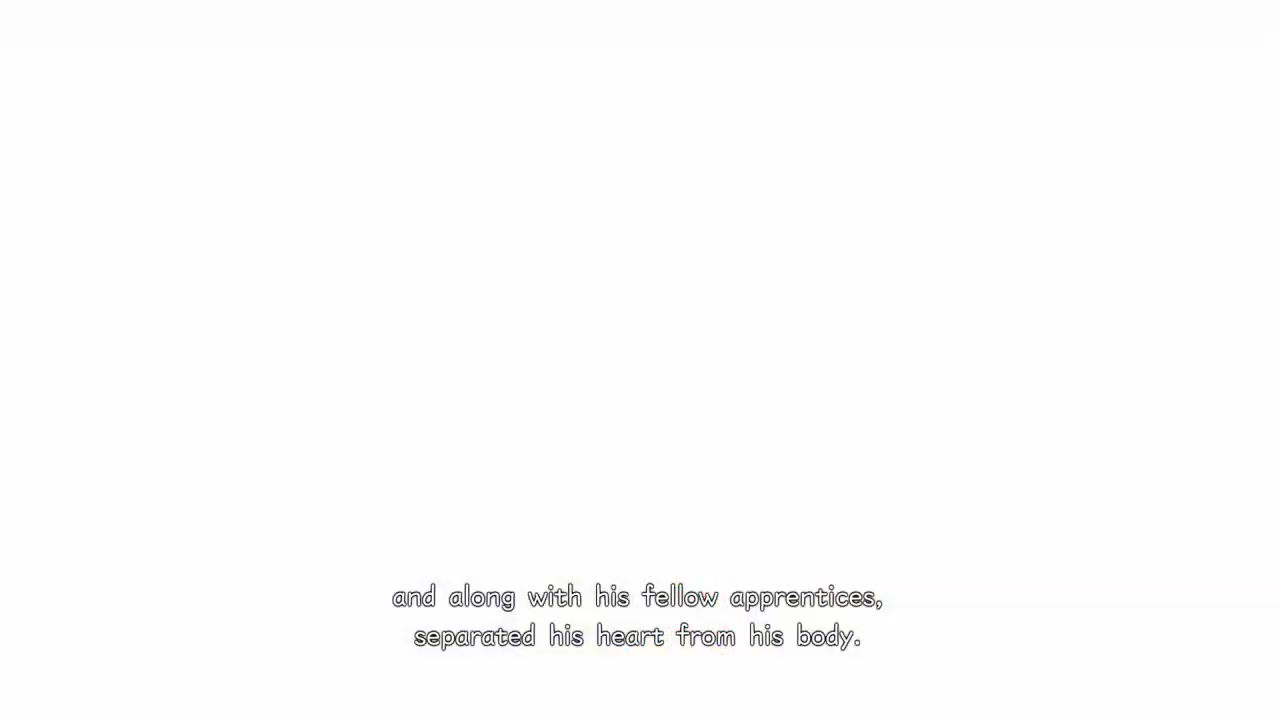 and along with his fellow apprentices,
separated his heart from his body.